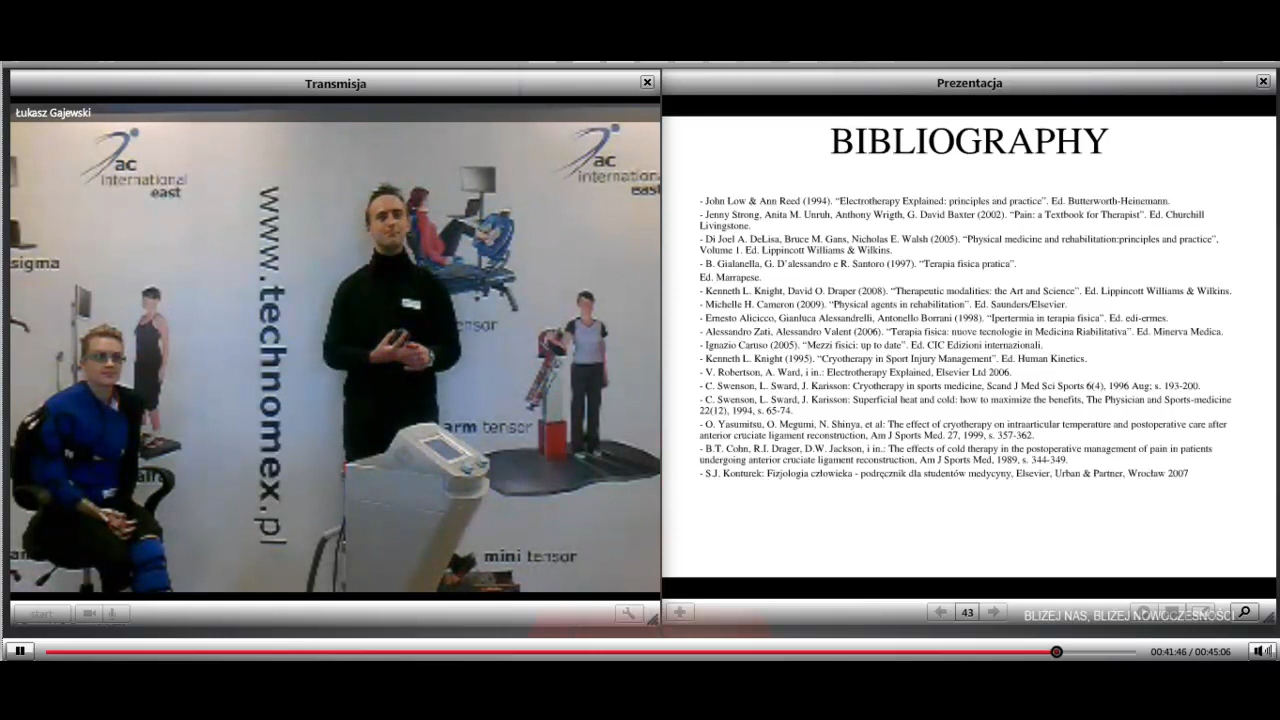 Transmisja
Prezentacja
Łukasz Gajewski
ac
international
east
ac
international
east
sigma
www.technomex.pl
ensor
arm tensor
aira
mini tensor
start
BIBLIOGRAPHY
- John Low & Ann Reed (1994). “Electrotherapy Explained: principles and practice”. Ed. Butterworth-Heinemann.
- Jenny Strong, Anita M. Unruh, Anthony Wrigth, G. David Baxter (2002). “Pain: a Textbook for Therapist”. Ed. Churchill
Livingstone.
- Di Joel A. DeLisa, Bruce M. Gans, Nicholas E. Walsh (2005). “Physical medicine and rehabilitation:principles and practice”,
Volume 1. Ed. Lippincott Williams & Wilkins.
- B. Gialanella, G. D’alessandro e R. Santoro (1997). “Terapia fisica pratica”.
Ed. Marrapese.
- Kenneth L. Knight, David O. Draper (2008). “Therapeutic modalities: the Art and Science”. Ed. Lippincott Williams & Wilkins.
- Michelle H. Cameron (2009). “Physical agents in rehabilitation”. Ed. Saunders/Elsevier.
- Ernesto Alicicco, Gianluca Alessandrelli, Antonello Borrani (1998). “Ipertermia in terapia fisica”. Ed. edi-ermes.
- Alessandro Zati, Alessandro Valent (2006). “Terapia fisica: nuove tecnologie in Medicina Riabilitativa”. Ed. Minerva Medica.
- Ignazio Caruso (2005). “Mezzi fisici: up to date”. Ed. CIC Edizioni internazionali.
- Kenneth L. Knight (1995). “Cryotherapy in Sport Injury Management”. Ed. Human Kinetics.
- V. Robertson, A. Ward, i in.: Electrotherapy Explained, Elsevier Ltd 2006.
- C. Swenson, L. Sward, J. Karisson: Cryotherapy in sports medicine, Scand J Med Sci Sports 6(4), 1996 Aug; s. 193-200.
- C. Swenson, L. Sward, J. Karisson: Superficial heat and cold: how to maximize the benefits, The Physician and Sports-medicine
22(12), 1994, s. 65-74.
- O. Yasumitsu, O. Megumi, N. Shinya, et al: The effect of cryotherapy on intraarticular temperature and postoperative care after
anterior cruciate ligament reconstruction, Am J Sports Med. 27, 1999, s. 357-362.
- B.T. Cohn, R.I. Drager, D.W. Jackson, i in.: The effects of cold therapy in the postoperative management of pain in patients
undergoing anterior cruciate ligament reconstruction, Am J Sports Med, 1989, s. 344-349.
- S.J. Konturek: Fizjologia człowieka - podręcznik dla studentów medycyny, Elsevier, Urban & Partner, Wrocław 2007
43
BLIŻEJ NAS, BLIŻEJ NOWOCZESNOŚCI
00:41:46 / 00:45:06